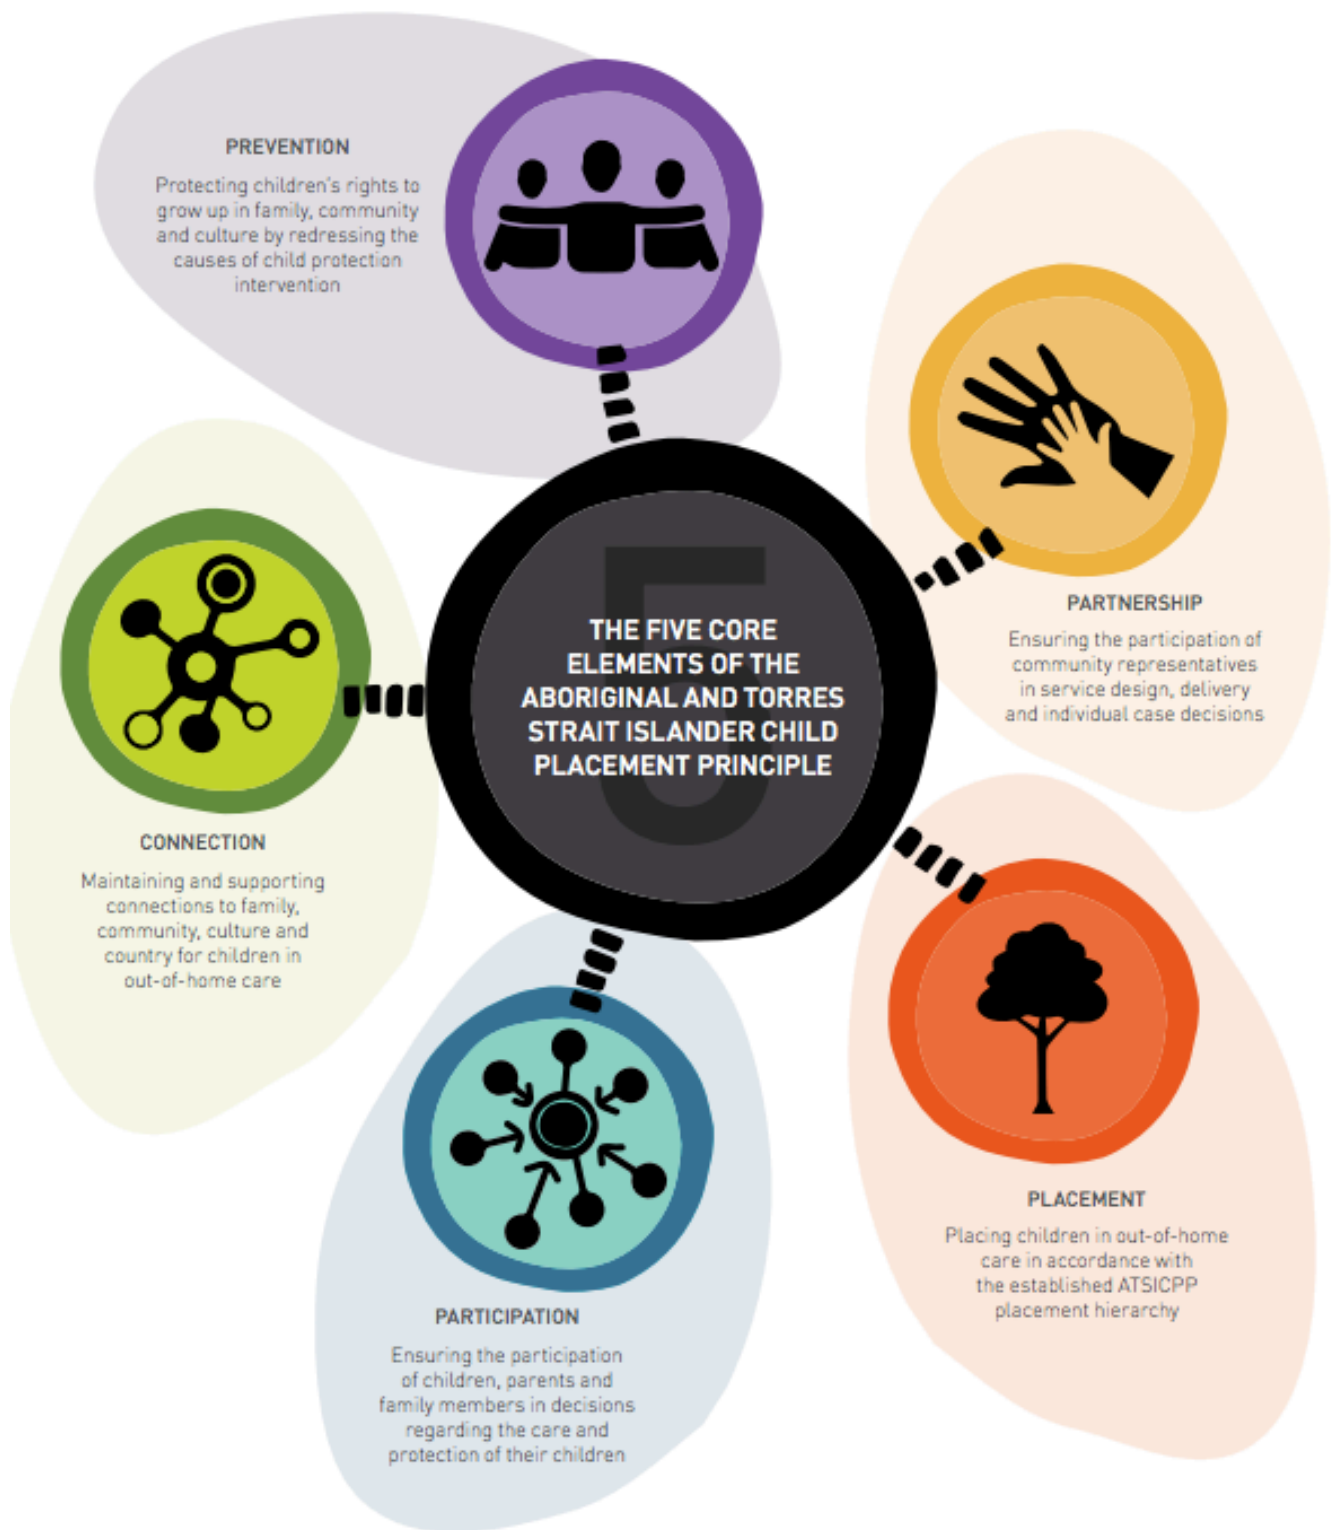 PREVENTION
Protecting children's rights to
grow up in family, community
and culture by redressing the
causes of child protection
intervention
PARTNERSHIP
Ensuring the participation of
community representatives
in service design, delivery
and individual case decisions
5
THE FIVE CORE
ELEMENTS OF THE
ABORIGINAL AND TORRES
STRAIT ISLANDER CHILD
PLACEMENT PRINCIPLE
CONNECTION
Maintaining and supporting
connections to family,
community, culture and
country for children in
out-of-home care
PLACEMENT
Placing children in out-of-home
care in accordance with
the established ATSICPP
placement hierarchy
PARTICIPATION
Ensuring the participation
of children, parents and
family members in decisions
regarding the care and
protection of their children